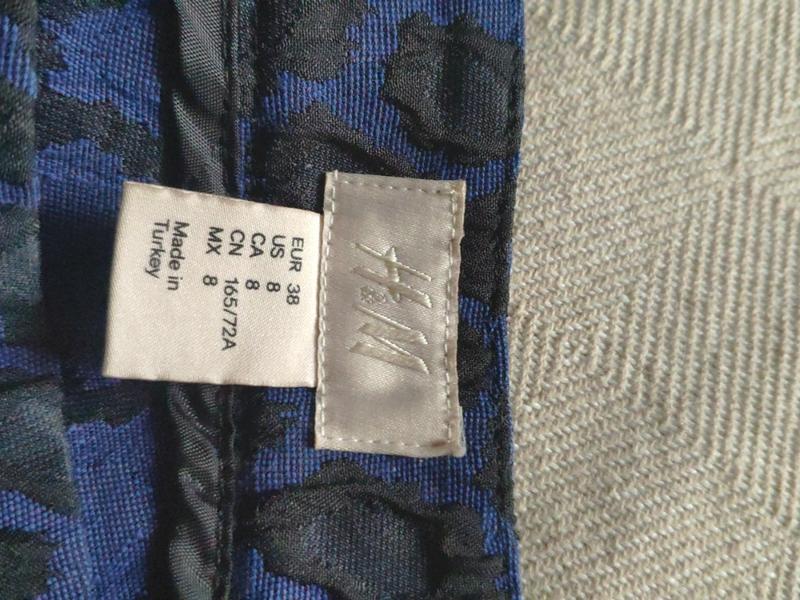 H&M
EUR 38
US 8
CA 8
CN 165/72A
MX 8
Made in
Turkey